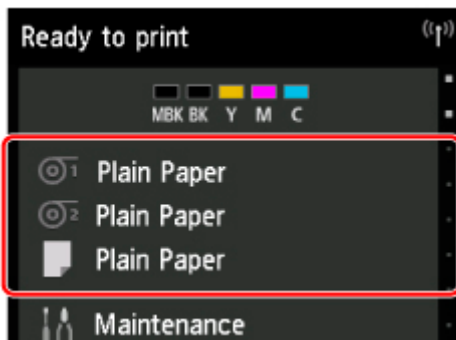 Ready to print
MBK BK Y M C
1 Plain Paper
2 Plain Paper
Plain Paper
Maintenance